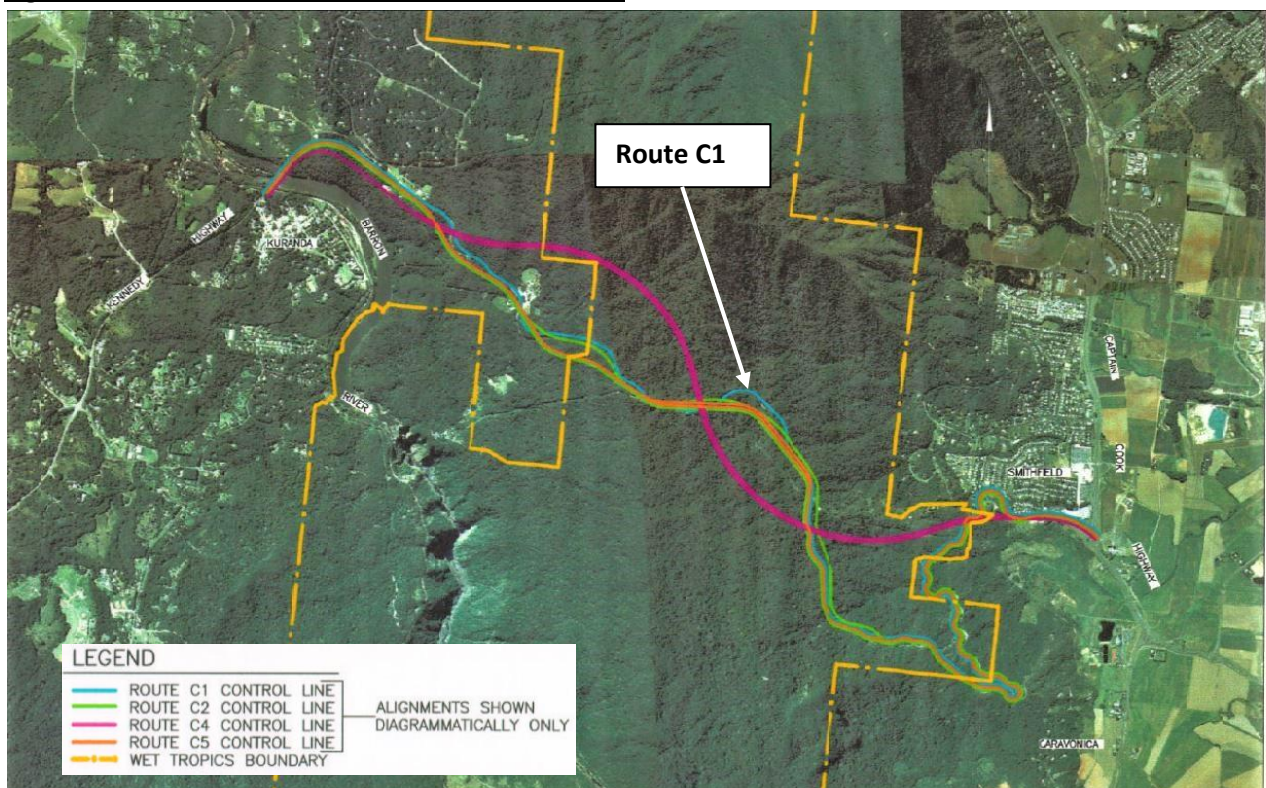 Route C1
KURANDA
BARRON
HIGHWAY
KENNEDY
RIVER
CAPTAIN
COOK
SMITHFIELD
HIGHWAY
CARAVONICA
LEGEND
ROUTE C1 CONTROL LINE
ROUTE C2 CONTROL LINE
ROUTE C4 CONTROL LINE
ROUTE C5 CONTROL LINE
WET TROPICS BOUNDARY
ALIGNMENTS SHOWN
DIAGRAMMATICALLY ONLY